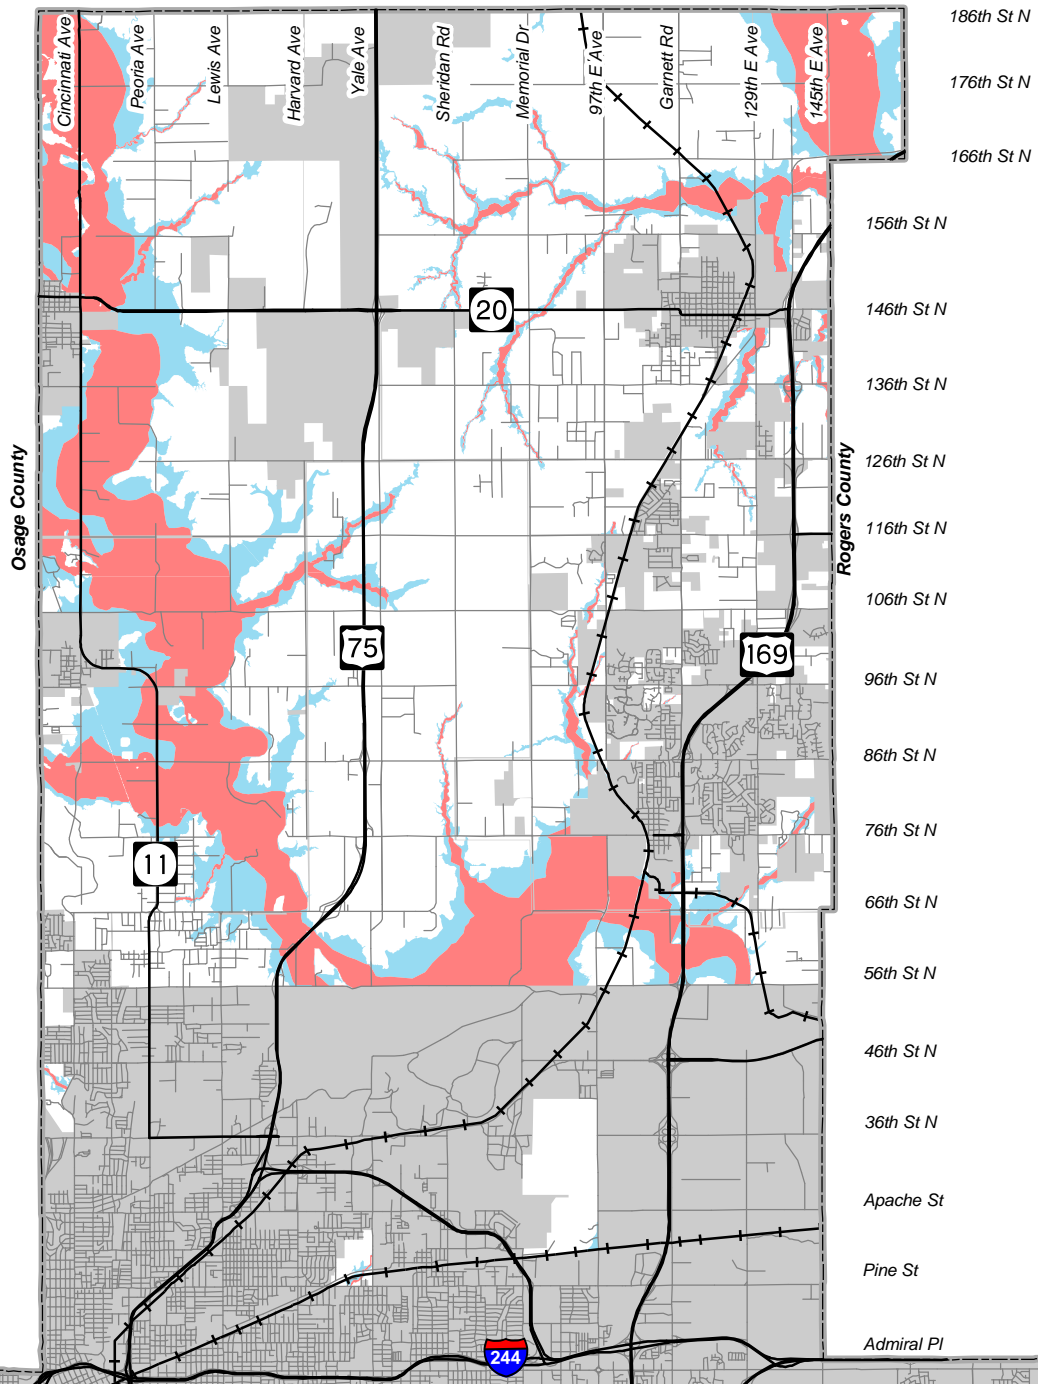 Cincinnati Ave
Peoria Ave
Lewis Ave
Harvard Ave
Yale Ave
Sheridan Rd
Memorial Dr
97th E Ave
Garnett Rd
129th E Ave
145th E Ave
186th St N
176th St N
166th St N
156th St N
20
146th St N
136th St N
Osage County
126th St N
Rogers County
116th St N
106th St N
75
169
96th St N
86th St N
76th St N
11
66th St N
56th St N
46th St N
36th St N
Apache St
Pine St
Admiral Pl
244